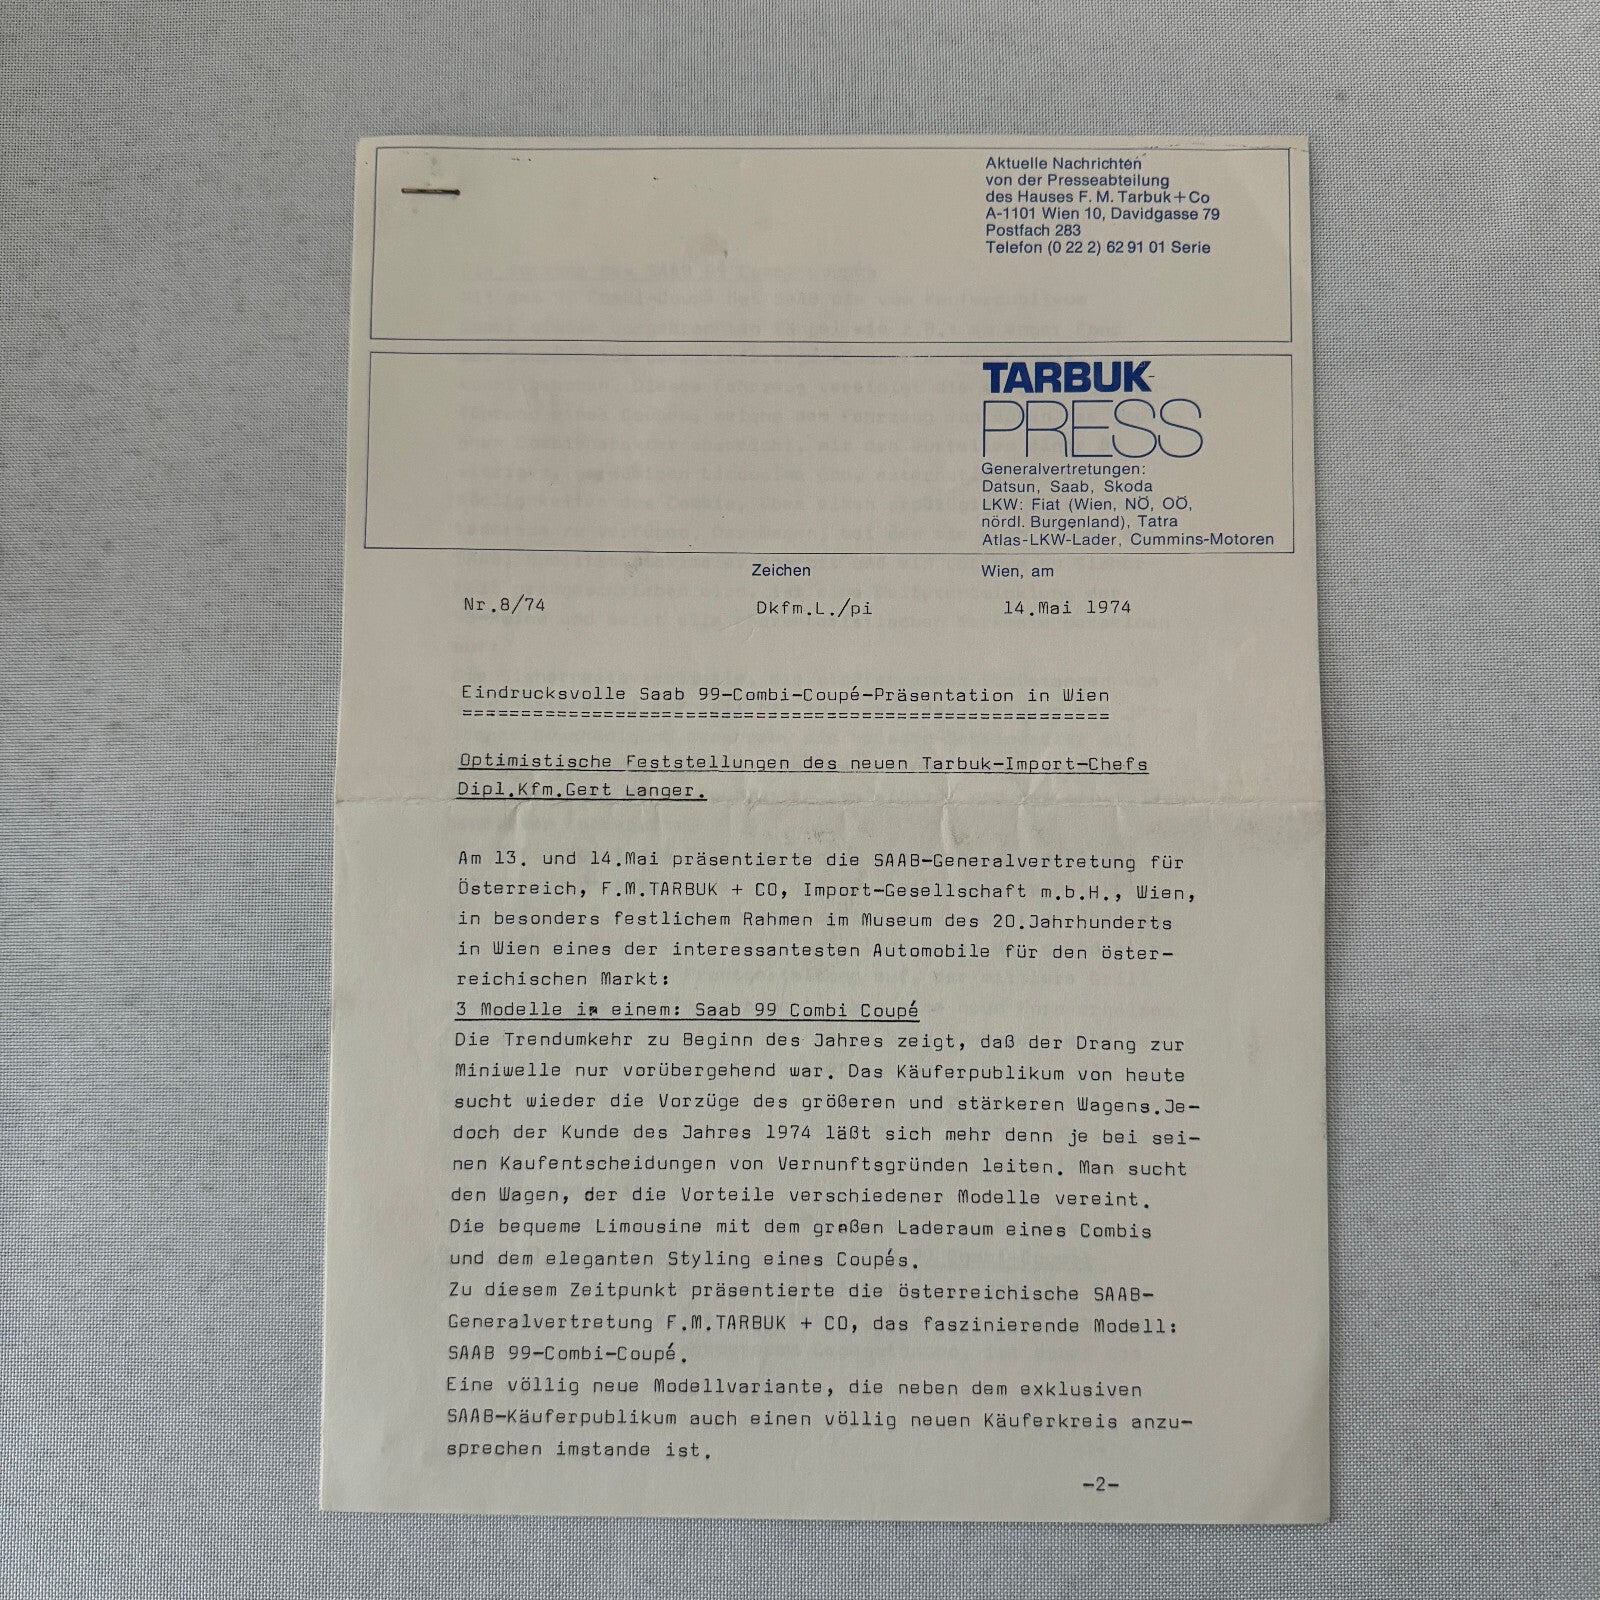 Aktuelle Nachrichten
von der Presseabteilung
des Hauses F. M. Tarbuk+Co
A-1101 Wien 10, Davidgasse 79
Postfach 283
Telefon (0 22 2) 62 91 01 Serie
TARBUK
PRESS
Generalvertretungen:
Datsun, Saab, Skoda
LKW: Fiat (Wien, NÖ, OÖ,
nördl. Burgenland), Tatra
Atlas-LKW-Lader, Cummins-Motoren
Zeichen Wien, am
Nr.8/74 Dkfm.L./pi 14.Mai 1974
Eindrucksvolle Saab 99-Combi-Coupé-Präsentation in Wien
=======================================================
Optimistische Feststellungen des neuen Tarbuk-Import-Chefs
Dipl.Kfm.Gert Langer.
Am 13. und 14.Mai präsentierte die SAAB-Generalvertretung für
Österreich, F.M.TARBUK + CO, Import-Gesellschaft m.b.H., Wien,
in besonders festlichem Rahmen im Museum des 20.Jahrhunderts
in Wien eines der interessantesten Automobile für den öster-
reichischen Markt:
3 Modelle in einem: Saab 99 Combi Coupé
Die Trendumkehr zu Beginn des Jahres zeigt, daß der Drang zur
Miniwelle nur vorübergehend war. Das Käuferpublikum von heute
sucht wieder die Vorzüge des größeren und stärkeren Wagens.Je-
doch der Kunde des Jahres 1974 läßt sich mehr denn je bei sei-
nen Kaufentscheidungen von Vernunftsgründen leiten. Man sucht
den Wagen, der die Vorteile verschiedener Modelle vereint.
Die bequeme Limousine mit dem großen Laderaum eines Combis
und dem eleganten Styling eines Coupés.
Zu diesem Zeitpunkt präsentierte die österreichische SAAB-
Generalvertretung F.M.TARBUK + CO, das faszinierende Modell:
SAAB 99-Combi-Coupé.
Eine völlig neue Modellvariante, die neben dem exklusiven
SAAB-Käuferpublikum auch einen völlig neuen Käuferkreis anzu-
sprechen imstande ist.
-2-